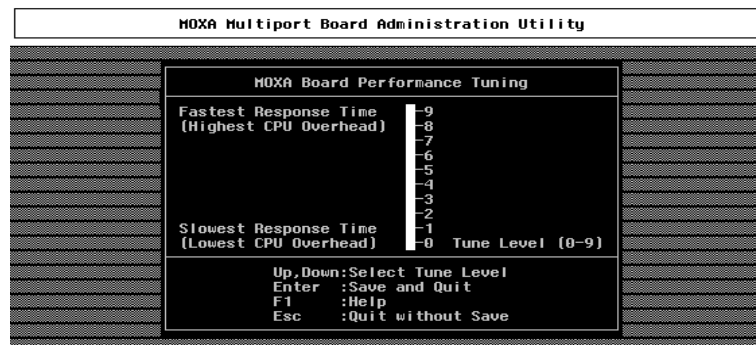 MOXA Multiport Board Administration Utility
MOXA Board Performance Tuning
Fastest Response Time 9
(Highest CPU Overhead) 8
7
6
5
4
3
2
Slowest Response Time 1
(Lowest CPU Overhead) 0 Tune Level (0-9)
Up,Down:Select Tune Level
Enter :Save and Quit
F1 :Help
Esc :Quit without Save